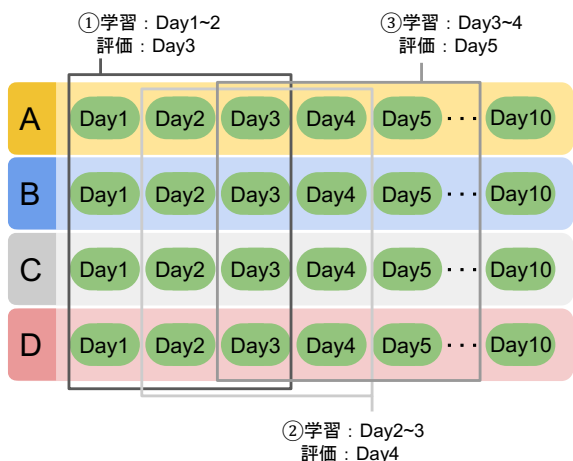 ①学習：Day1~2
評価：Day3
③学習：Day3~4
評価：Day5
A Day1 Day2 Day3 Day4 Day5 ··· Day10
B Day1 Day2 Day3 Day4 Day5 ··· Day10
C Day1 Day2 Day3 Day4 Day5 ··· Day10
D Day1 Day2 Day3 Day4 Day5 ··· Day10
②学習：Day2~3
評価：Day4